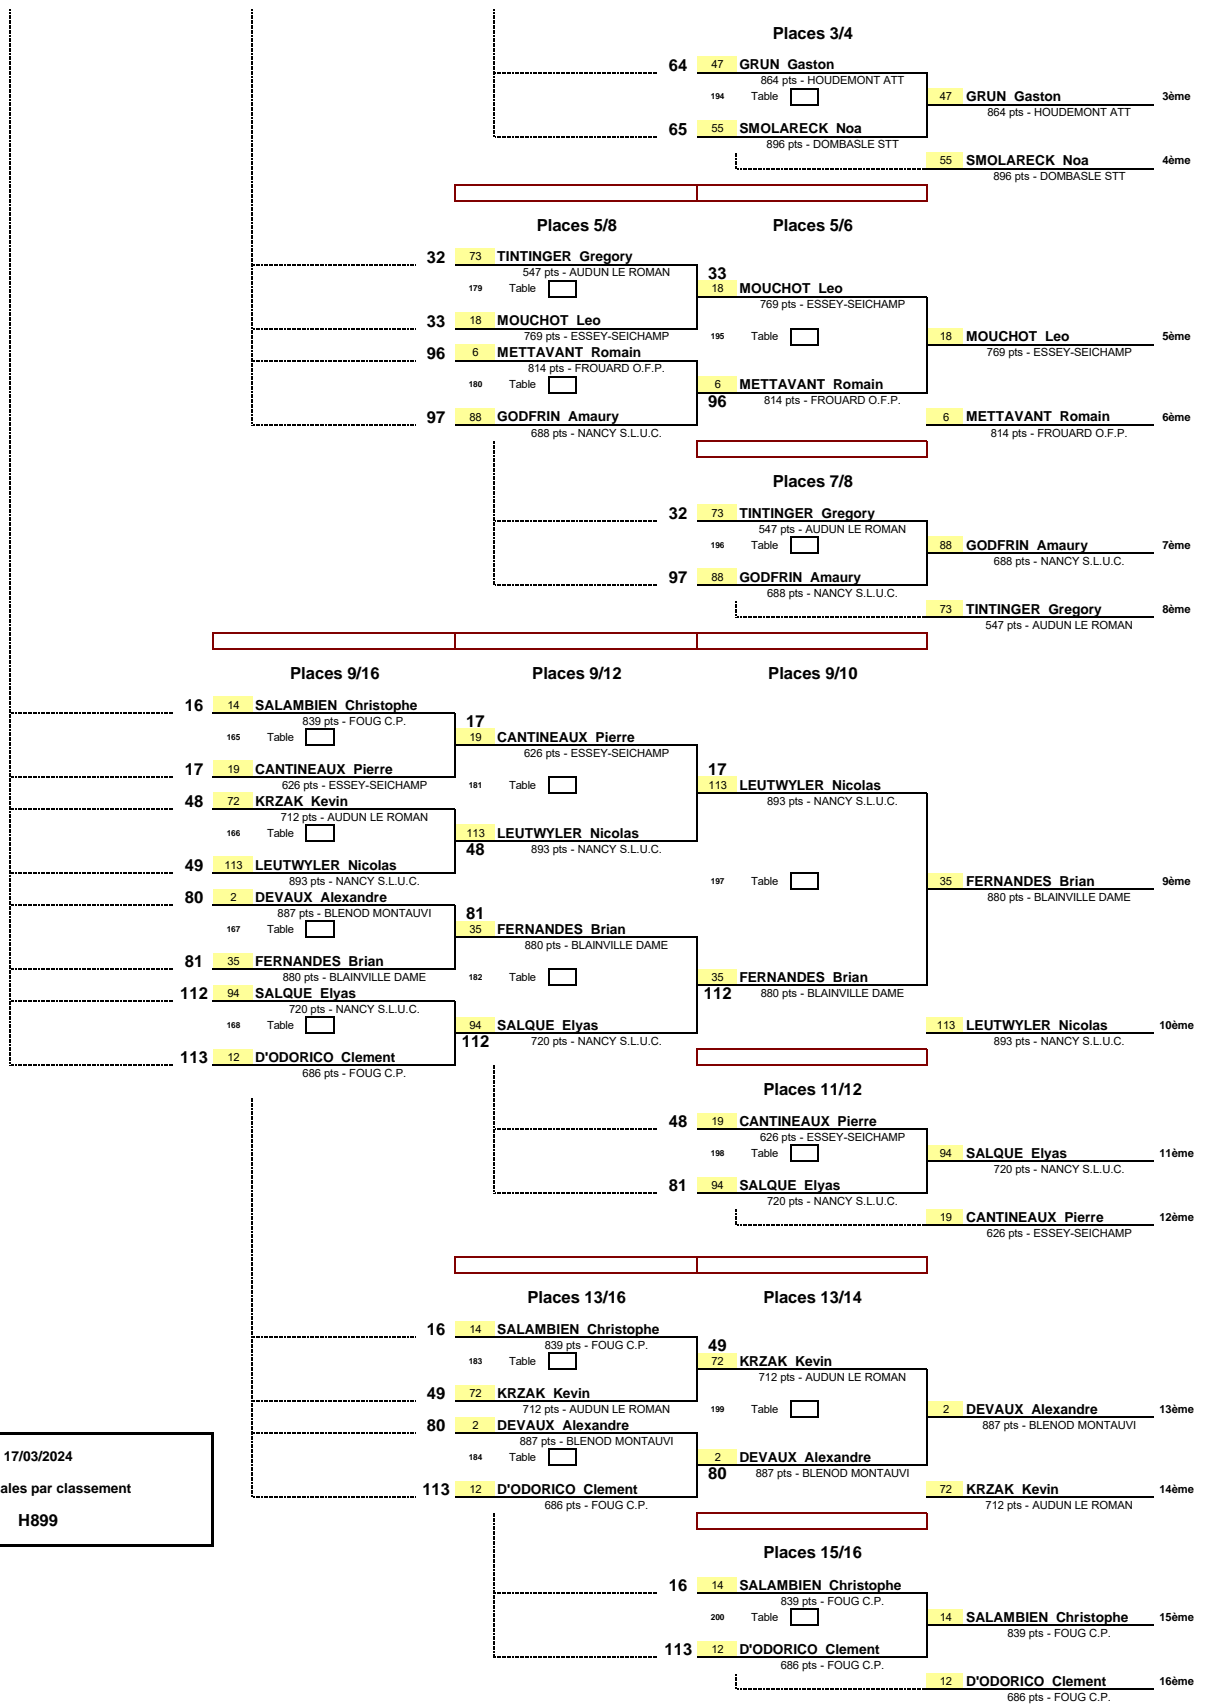 Places 3/4
64 47 GRUN Gaston
864 pts - HOUDEMONT ATT
194 Table
47 GRUN Gaston 3ème
864 pts - HOUDEMONT ATT
65 55 SMOLARECK Noa
896 pts - DOMBASLE STT
55 SMOLARECK Noa 4ème
896 pts - DOMBASLE STT
Places 5/8 Places 5/6
32 73 TINTINGER Gregory
547 pts - AUDUN LE ROMAN
33
179 Table
18 MOUCHOT Leo
769 pts - ESSEY-SEICHAMP
33 18 MOUCHOT Leo
769 pts - ESSEY-SEICHAMP
195 Table
18 MOUCHOT Leo 5ème
769 pts - ESSEY-SEICHAMP
96 6 METTAVANT Romain
814 pts - FROUARD O.F.P.
180 Table
6 METTAVANT Romain
96 814 pts - FROUARD O.F.P.
97 88 GODFRIN Amaury
688 pts - NANCY S.L.U.C.
6 METTAVANT Romain 6ème
814 pts - FROUARD O.F.P.
Places 7/8
32 73 TINTINGER Gregory
547 pts - AUDUN LE ROMAN
196 Table
88 GODFRIN Amaury 7ème
688 pts - NANCY S.L.U.C.
97 88 GODFRIN Amaury
688 pts - NANCY S.L.U.C.
73 TINTINGER Gregory 8ème
547 pts - AUDUN LE ROMAN
Places 9/16 Places 9/12 Places 9/10
16 14 SALAMBIEN Christophe
839 pts - FOUG C.P.
17
165 Table
19 CANTINEAUX Pierre
626 pts - ESSEY-SEICHAMP
17 19 CANTINEAUX Pierre
626 pts - ESSEY-SEICHAMP
17
181 Table
113 LEUTWYLER Nicolas
893 pts - NANCY S.L.U.C.
48 72 KRZAK Kevin
712 pts - AUDUN LE ROMAN
166 Table
113 LEUTWYLER Nicolas
48 893 pts - NANCY S.L.U.C.
49 113 LEUTWYLER Nicolas
893 pts - NANCY S.L.U.C.
197 Table
35 FERNANDES Brian 9ème
880 pts - BLAINVILLE DAME
80 2 DEVAUX Alexandre
887 pts - BLENOD MONTAUVI
81
167 Table
35 FERNANDES Brian
880 pts - BLAINVILLE DAME
81 35 FERNANDES Brian
880 pts - BLAINVILLE DAME
182 Table
35 FERNANDES Brian
112 880 pts - BLAINVILLE DAME
112 94 SALQUE Elyas
720 pts - NANCY S.L.U.C.
168 Table
94 SALQUE Elyas
112 720 pts - NANCY S.L.U.C.
113 LEUTWYLER Nicolas 10ème
893 pts - NANCY S.L.U.C.
113 12 D'ODORICO Clement
686 pts - FOUG C.P.
Places 11/12
48 19 CANTINEAUX Pierre
626 pts - ESSEY-SEICHAMP
198 Table
94 SALQUE Elyas 11ème
720 pts - NANCY S.L.U.C.
81 94 SALQUE Elyas
720 pts - NANCY S.L.U.C.
19 CANTINEAUX Pierre 12ème
626 pts - ESSEY-SEICHAMP
Places 13/16 Places 13/14
16 14 SALAMBIEN Christophe
839 pts - FOUG C.P.
49
183 Table
72 KRZAK Kevin
712 pts - AUDUN LE ROMAN
49 72 KRZAK Kevin
712 pts - AUDUN LE ROMAN
199 Table
2 DEVAUX Alexandre 13ème
887 pts - BLENOD MONTAUVI
80 2 DEVAUX Alexandre
887 pts - BLENOD MONTAUVI
184 Table
2 DEVAUX Alexandre
80 887 pts - BLENOD MONTAUVI
113 12 D'ODORICO Clement
686 pts - FOUG C.P.
72 KRZAK Kevin 14ème
712 pts - AUDUN LE ROMAN
17/03/2024
ales par classement
H899
Places 15/16
16 14 SALAMBIEN Christophe
839 pts - FOUG C.P.
200 Table
14 SALAMBIEN Christophe 15ème
839 pts - FOUG C.P.
113 12 D'ODORICO Clement
686 pts - FOUG C.P.
12 D'ODORICO Clement 16ème
686 pts - FOUG C.P.